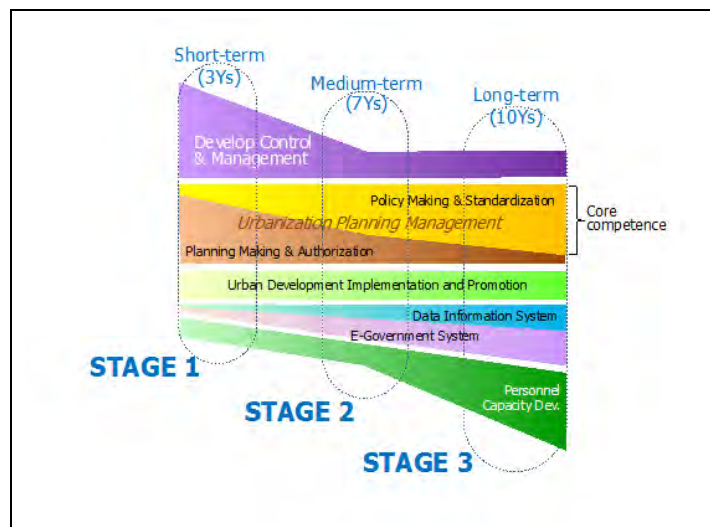 Short-term
(3Ys)
Medium-term
(7Ys)
Long-term
(10Ys)
Develop Control
& Management
Policy Making & Standardization
Urbanization Planning Management
Core
competence
Planning Making & Authorization
Urban Development Implementation and Promotion
Data Information System
E-Government System
STAGE 1
Personnel
Capacity Dev.
STAGE 2
STAGE 3